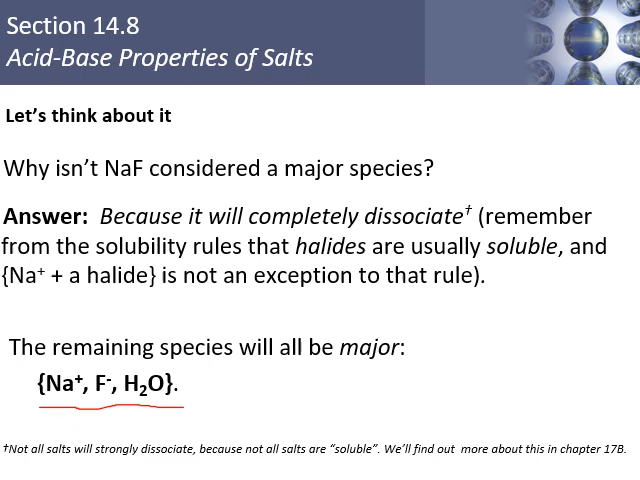 Section 14.8
Acid-Base Properties of Salts
Let's think about it
Why isn't NaF considered a major species?
Answer: Because it will completely dissociate† (remember
from the solubility rules that halides are usually soluble, and
{Na⁺ + a halide} is not an exception to that rule).
The remaining species will all be major:
{Na⁺, F⁻, H₂O}.
†Not all salts will strongly dissociate, because not all salts are “soluble”. We'll find out  more about this in chapter 17B.